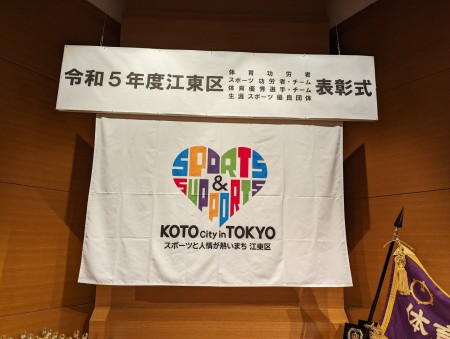 令和5年度江東区
体育功労者
スポーツ功労者・チーム
体育優秀選手・チーム
生涯スポーツ優良団体
表彰式
SPORTS
&
SUPPORTS
KOTO City in TOKYO
スポーツと人情が熱いまち 江東区
体育